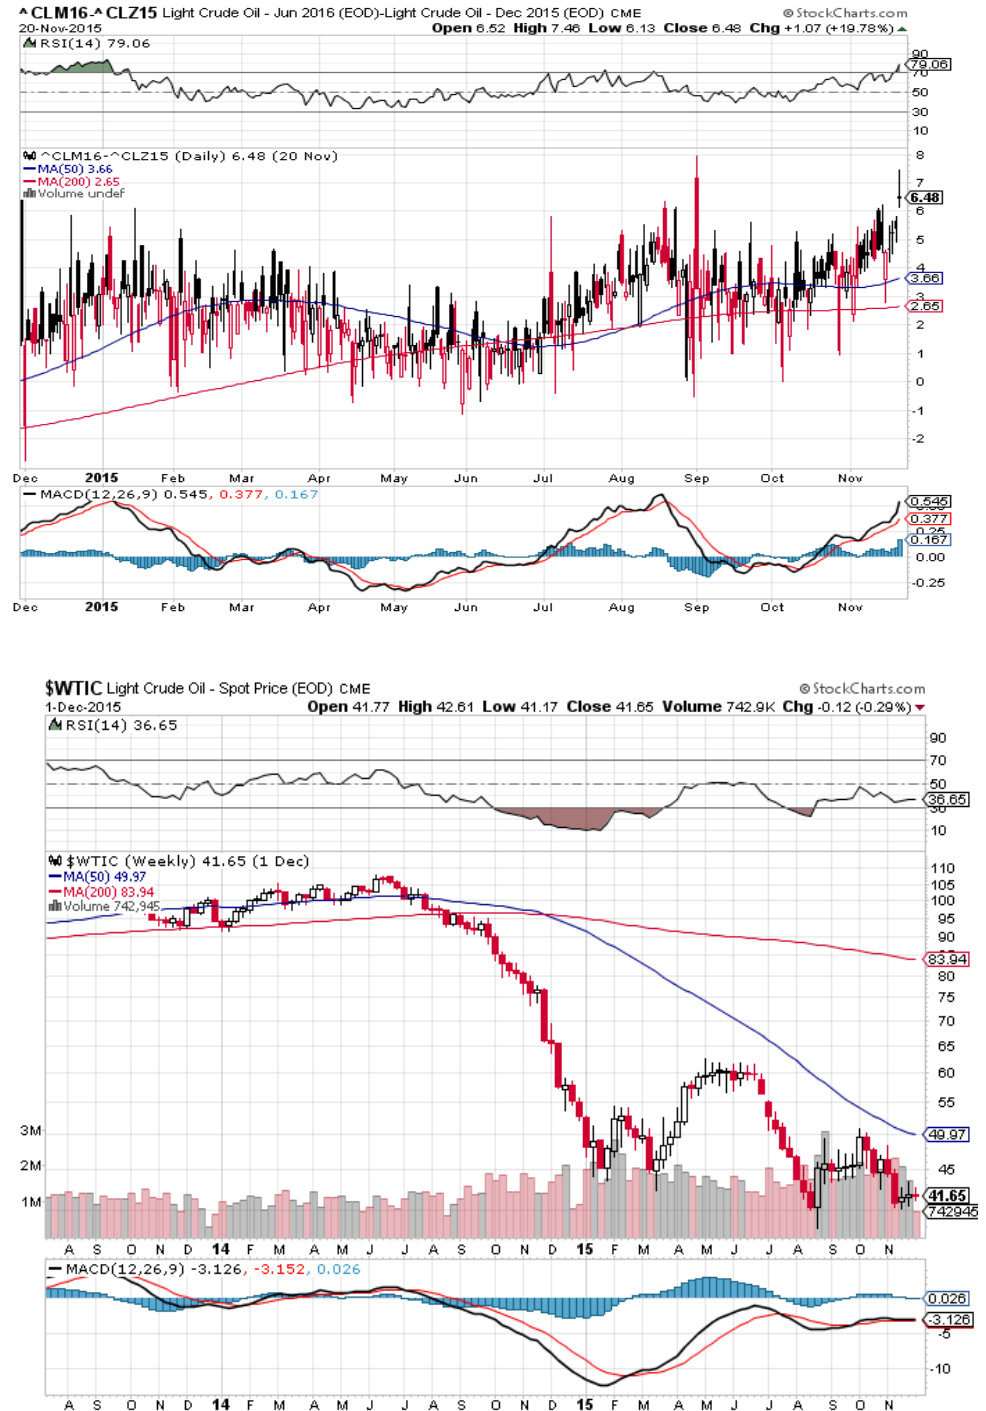 ^CLM16-^CLZ15 Light Crude Oil - Jun 2016 (EOD)-Light Crude Oil - Dec 2015 (EOD) CME © StockCharts.com
20-Nov-2015 Open 6.52 High 7.46 Low 6.13 Close 6.48 Chg +1.07 (+19.78%)
RSI(14) 79.06
90
79.06
70
50
30
10
^CLM16-^CLZ15 (Daily) 6.48 (20 Nov)
MA(50) 3.66
MA(200) 2.65
Volume undef
8
7
6.48
6
5
4
3.66
3
2.65
2
1
0
-1
-2
Dec 2015 Feb Mar Apr May Jun Jul Aug Sep Oct Nov
MACD(12,26,9) 0.545, 0.377, 0.167
0.545
0.377
0.25
0.167
0.00
-0.25
Dec 2015 Feb Mar Apr May Jun Jul Aug Sep Oct Nov
$WTIC Light Crude Oil - Spot Price (EOD) CME © StockCharts.com
1-Dec-2015 Open 41.77 High 42.61 Low 41.17 Close 41.65 Volume 742.9K Chg -0.12 (-0.29%)
RSI(14) 36.65
90
70
50
36.65
30
10
$WTIC (Weekly) 41.65 (1 Dec)
MA(50) 49.97
MA(200) 83.94
Volume 742,945
110
105
100
95
90
83.94
80
75
70
65
60
55
3M 49.97
2M 45
1M 41.65
742945
A S O N D 14 F M A M J J A S O N D 15 F M A M J J A S O N
MACD(12,26,9) -3.126, -3.152, 0.026
0.026
-3.126
-5
-10
A S O N D 14 F M A M J J A S O N D 15 F M A M J J A S O N